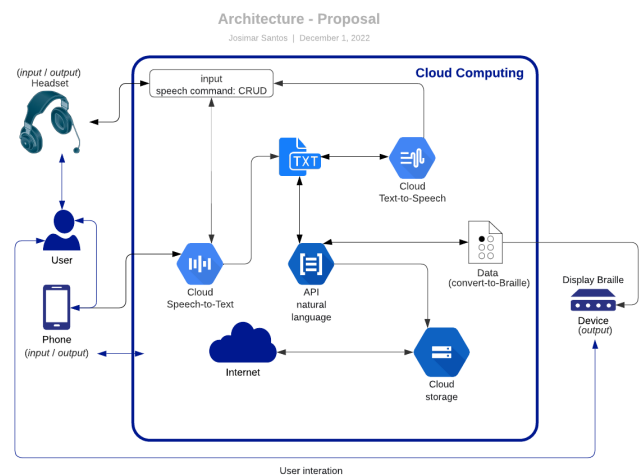 Architecture - Proposal
Josimar Santos | December 1, 2022
Cloud Computing
(input / output)
Headset
input
speech command: CRUD
TXT
Cloud
Text-to-Speech
User
Cloud
Speech-to-Text
API
natural
language
Data
(convert-to-Braille)
Display Braille
Device
(output)
Phone
(input / output)
Internet
Cloud
storage
User interation